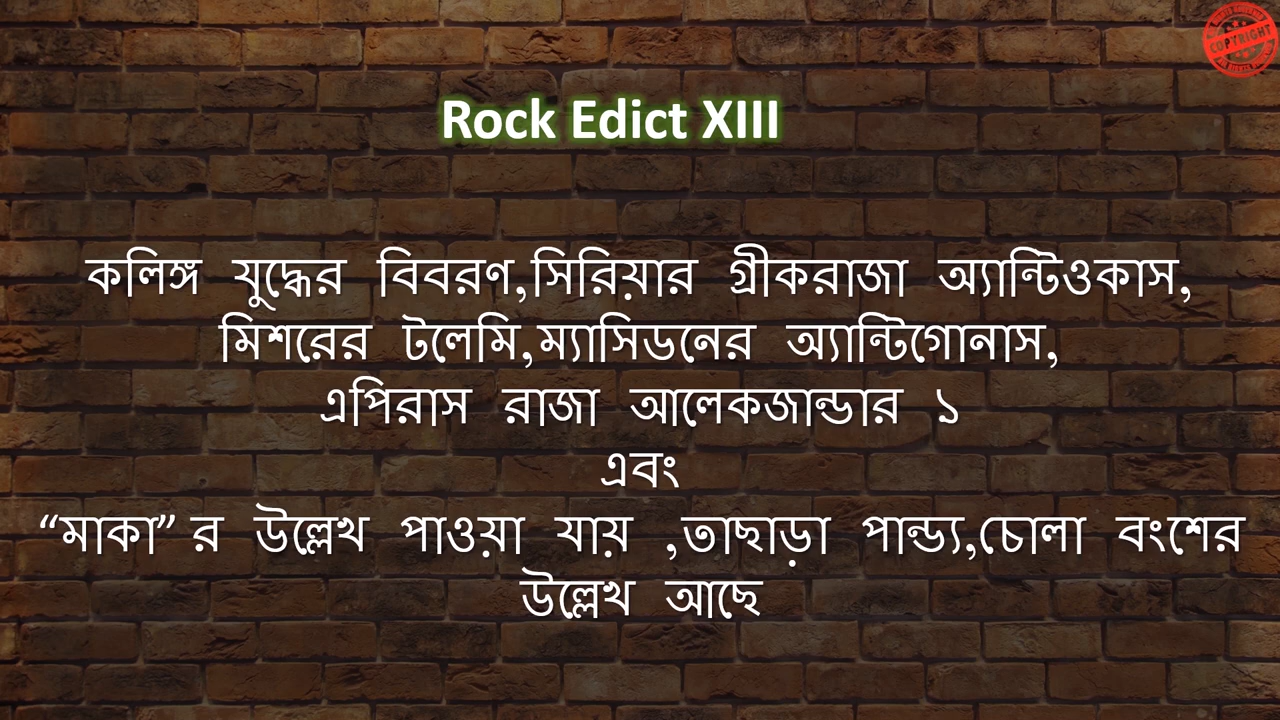 COPYRIGHT
Rock Edict XIII
কলিঙ্গ যুদ্ধের বিবরণ,সিরিয়ার গ্রীকরাজা অ্যান্টিওকাস,
মিশরের টলেমি,ম্যাসিডনের অ্যান্টিগোনাস,
এপিরাস রাজা আলেকজান্ডার ১
এবং
“মাকা” র উল্লেখ পাওয়া যায় ,তাছাড়া পান্ড্য,চোলা বংশের
উল্লেখ আছে